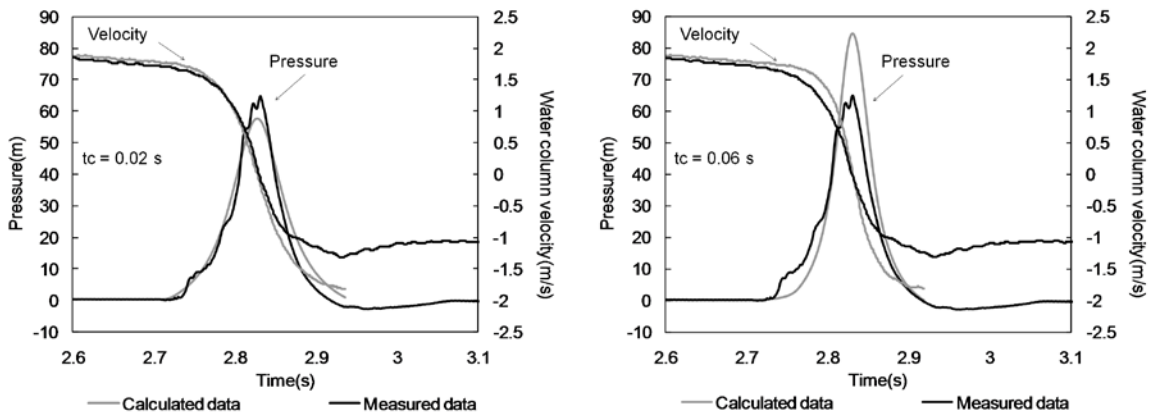 90
80
70
60
50
40
30
20
10
0
-10
Pressure(m)
Velocity
Pressure
tc = 0.02 s
2.5
2
1.5
1
0.5
0
-0.5
-1
-1.5
-2
-2.5
Water column velocity(m/s)
2.6 2.7 2.8 2.9 3 3.1
Time(s)
Calculated data Measured data
90
80
70
60
50
40
30
20
10
0
-10
Pressure(m)
Velocity
Pressure
tc = 0.06 s
2.5
2
1.5
1
0.5
0
-0.5
-1
-1.5
-2
-2.5
Water column velocity(m/s)
2.6 2.7 2.8 2.9 3 3.1
Time(s)
Calculated data Measured data